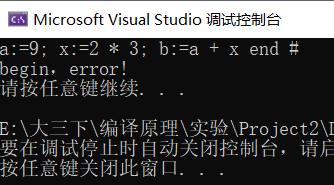 Microsoft Visual Studio 调试控制台
a:=9; x:=2 * 3; b:=a + x end #
begin, error!
请按任意键继续. . .
E:\大三下\编译原理\实验\Project2\
要在调试停止时自动关闭控制台，请启
按任意键关闭此窗口. . .